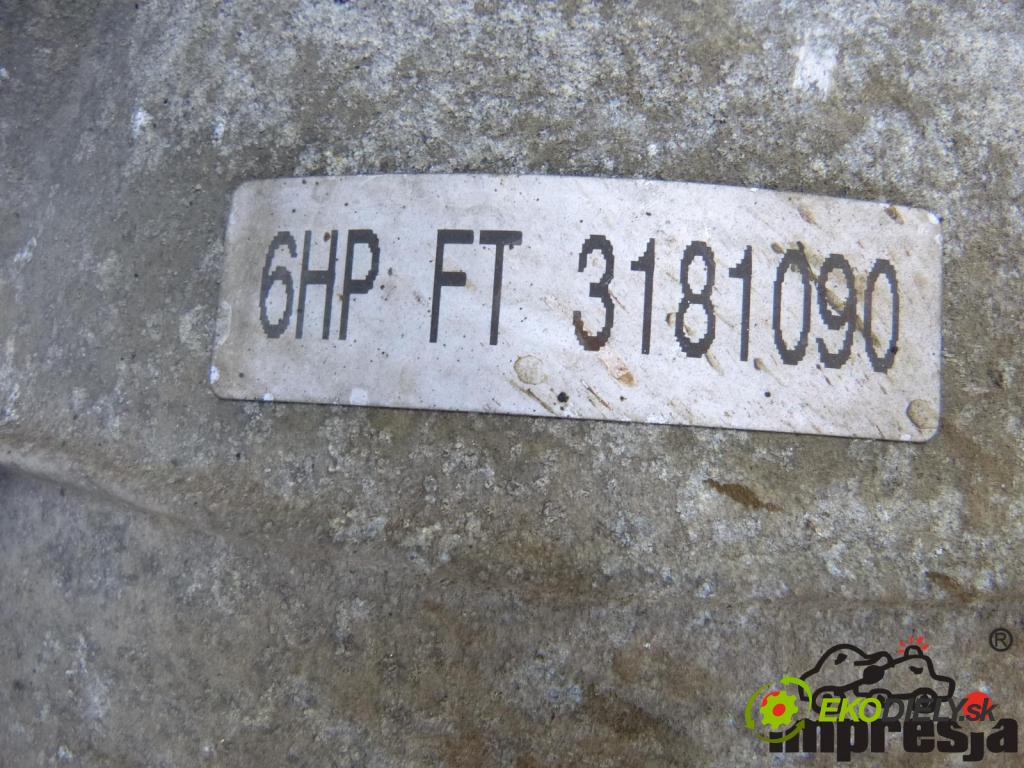 6HP FT 3181090
®
EKODIELY.sk
impresja